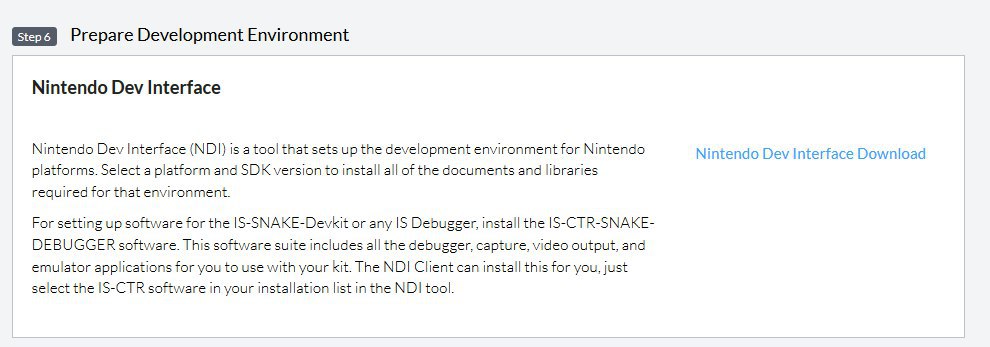 Step 6 Prepare Development Environment
Nintendo Dev Interface
Nintendo Dev Interface (NDI) is a tool that sets up the development environment for Nintendo
platforms. Select a platform and SDK version to install all of the documents and libraries
required for that environment.
Nintendo Dev Interface Download
For setting up software for the IS-SNAKE-Devkit or any IS Debugger, install the IS-CTR-SNAKE-
DEBUGGER software. This software suite includes all the debugger, capture, video output, and
emulator applications for you to use with your kit. The NDI Client can install this for you, just
select the IS-CTR software in your installation list in the NDI tool.